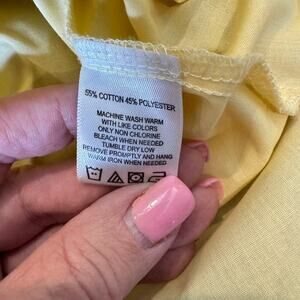 55% COTTON 45% POLYESTER
MACHINE WASH WARM
WITH LIKE COLORS
ONLY NON CHLORINE
BLEACH WHEN NEEDED
TUMBLE DRY LOW
REMOVE PROMPTLY AND HANG
WARM IRON WHEN NEEDED